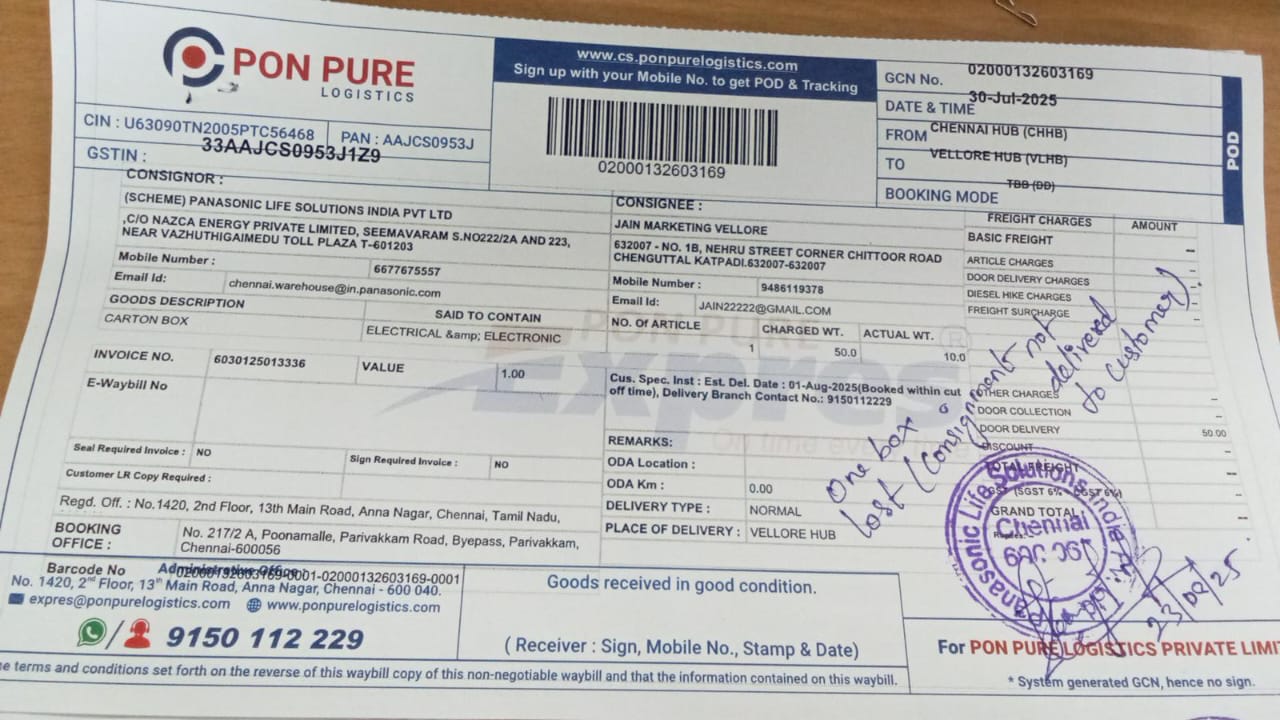 PON PURE
LOGISTICS
CIN : U63090TN2005PTC56468
PAN : AAJCS0953J
GSTIN :
33AAJCS0953J1Z9
www.cs.ponpurelogistics.com
Sign up with your Mobile No. to get POD & Tracking
02000132603169
GCN No. 02000132603169
DATE & TIME 30-Jul-2025
FROM CHENNAI HUB (CHHB)
TO VELLORE HUB (VLHB)
BOOKING MODE TBB (DD)
POD
CONSIGNOR :
(SCHEME) PANASONIC LIFE SOLUTIONS INDIA PVT LTD
,C/O NAZCA ENERGY PRIVATE LIMITED, SEEMAVARAM S.NO222/2A AND 223,
NEAR VAZHUTHIGAIMEDU TOLL PLAZA T-601203
Mobile Number : 6677675557
Email Id: chennai.warehouse@in.panasonic.com
GOODS DESCRIPTION SAID TO CONTAIN
CARTON BOX ELECTRICAL &amp; ELECTRONIC
INVOICE NO. 6030125013336 VALUE 1.00
E-Waybill No
Seal Required Invoice : NO Sign Required Invoice : NO
Customer LR Copy Required :
Regd. Off. : No.1420, 2nd Floor, 13th Main Road, Anna Nagar, Chennai, Tamil Nadu,
BOOKING OFFICE : No. 217/2 A, Poonamalle, Parivakkam Road, Byepass, Parivakkam,
Chennai-600056
CONSIGNEE :
JAIN MARKETING VELLORE
632007 - NO. 1B, NEHRU STREET CORNER CHITTOOR ROAD
CHENGUTTAL KATPADI.632007-632007
Mobile Number : 9486119378
Email Id: JAIN22222@GMAIL.COM
NO. Of ARTICLE CHARGED WT. ACTUAL WT.
1 50.0 10.0
PON PURE
Expres
On time every time
Cus. Spec. Inst : Est. Del. Date : 01-Aug-2025(Booked within cut
off time), Delivery Branch Contact No.: 9150112229
REMARKS:
ODA Location :
ODA Km : 0.00
DELIVERY TYPE : NORMAL
PLACE OF DELIVERY : VELLORE HUB
FREIGHT CHARGES AMOUNT
BASIC FREIGHT --
ARTICLE CHARGES --
DOOR DELIVERY CHARGES --
DIESEL HIKE CHARGES --
FREIGHT SURCHARGE --
OTHER CHARGES --
DOOR COLLECTION --
DOOR DELIVERY 50.00
DISCOUNT --
TOTAL FREIGHT --
(SGST 6% CGST 6%) --
GRAND TOTAL --
One box
lost (Consignment not
delivered
to customer)
Panasonic Life Solutions India
Chennai
23/08/25
Barcode No 02000132603169-0001-02000132603169-0001
Administrative Office
No. 1420, 2nd Floor, 13th Main Road, Anna Nagar, Chennai - 600 040.
expres@ponpurelogistics.com www.ponpurelogistics.com
9150 112 229
Goods received in good condition.
( Receiver : Sign, Mobile No., Stamp & Date)
For PON PURE LOGISTICS PRIVATE LIMI
* System generated GCN, hence no sign.
terms and conditions set forth on the reverse of this waybill copy of this non-negotiable waybill and that the information contained on this waybill.